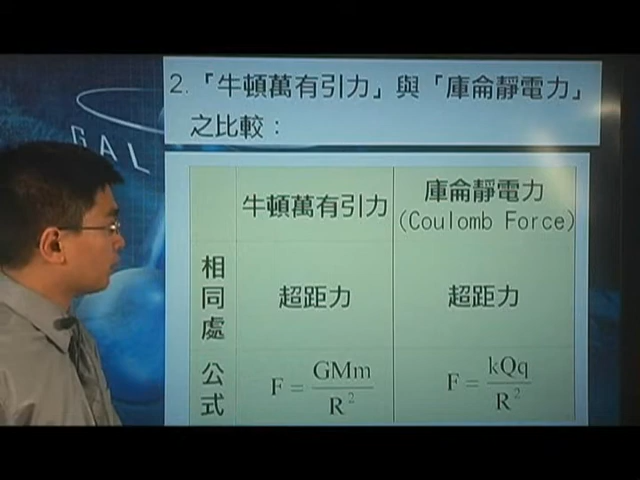 GAL
2.「牛頓萬有引力」與「庫侖靜電力」
之比較：
牛頓萬有引力
庫侖靜電力
(Coulomb Force)
相同處
超距力
超距力
公式
F = GMm / R²
F = kQq / R²